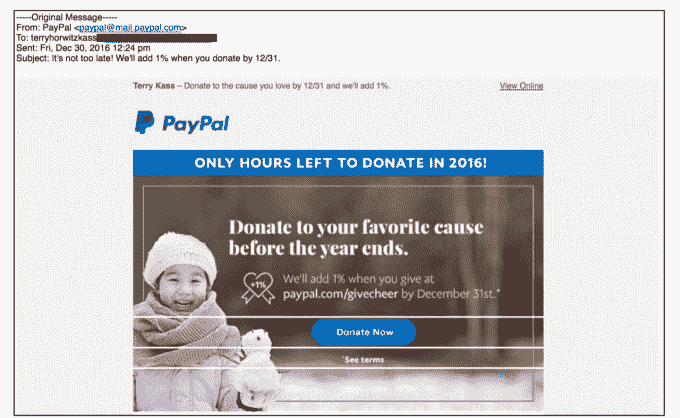 -----Original Message-----
From: PayPal <paypal@mail.paypal.com>
To: terryhorwitzkass
Sent: Fri, Dec 30, 2016 12:24 pm
Subject: It's not too late! We'll add 1% when you donate by 12/31.
Terry Kass – Donate to the cause you love by 12/31 and we'll add 1%.
View Online
PayPal
ONLY HOURS LEFT TO DONATE IN 2016!
Donate to your favorite cause
before the year ends.
+1%
We'll add 1% when you give at
paypal.com/givecheer by December 31st.*
Donate Now
*See terms